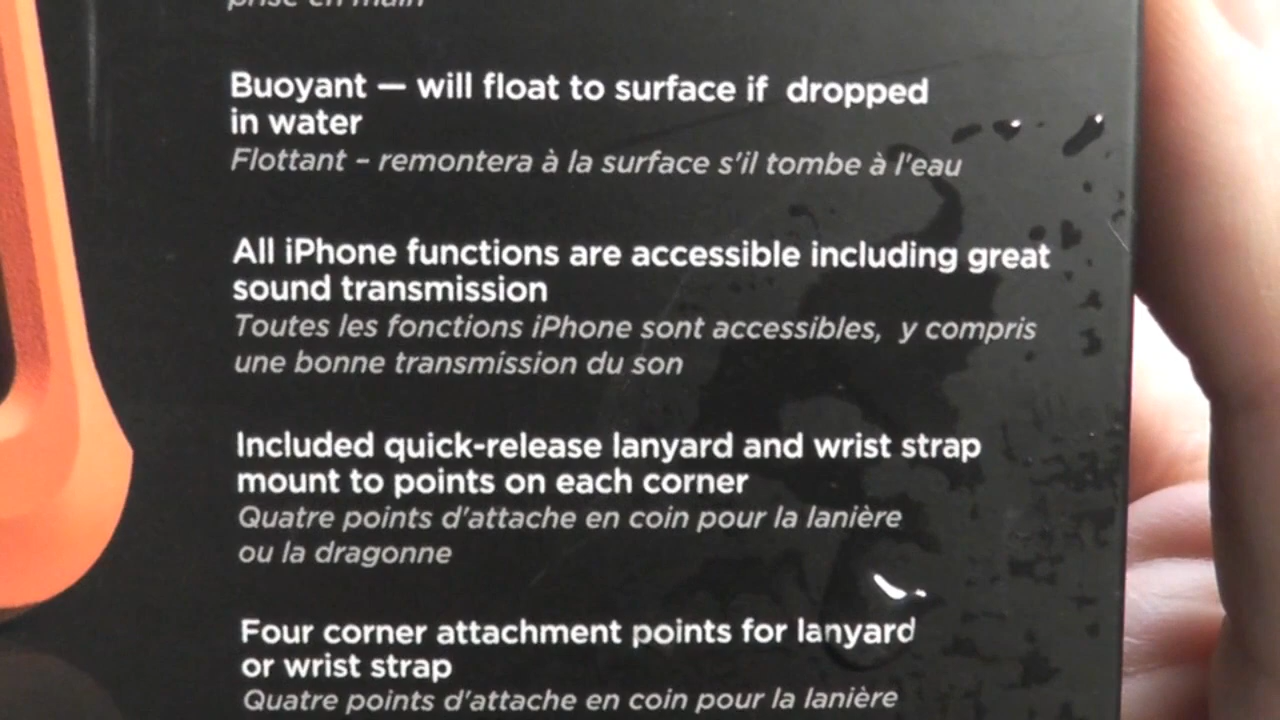 prise en main
Buoyant — will float to surface if dropped
in water
Flottant – remontera à la surface s'il tombe à l'eau
All iPhone functions are accessible including great
sound transmission
Toutes les fonctions iPhone sont accessibles, y compris
une bonne transmission du son
Included quick-release lanyard and wrist strap
mount to points on each corner
Quatre points d'attache en coin pour la lanière
ou la dragonne
Four corner attachment points for lanyard
or wrist strap
Quatre points d'attache en coin pour la lanière